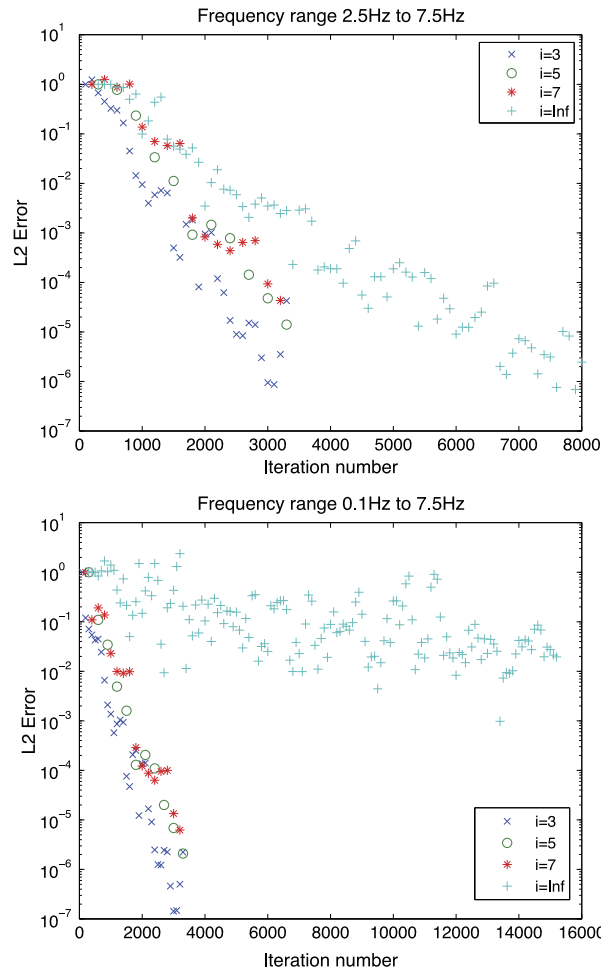 Frequency range 2.5Hz to 7.5Hz
10^1
10^0
10^-1
10^-2
10^-3
10^-4
10^-5
10^-6
10^-7
L2 Error
i=3
i=5
i=7
i=Inf
0 1000 2000 3000 4000 5000 6000 7000 8000
Iteration number
Frequency range 0.1Hz to 7.5Hz
10^1
10^0
10^-1
10^-2
10^-3
10^-4
10^-5
10^-6
10^-7
L2 Error
i=3
i=5
i=7
i=Inf
0 2000 4000 6000 8000 10000 12000 14000 16000
Iteration number